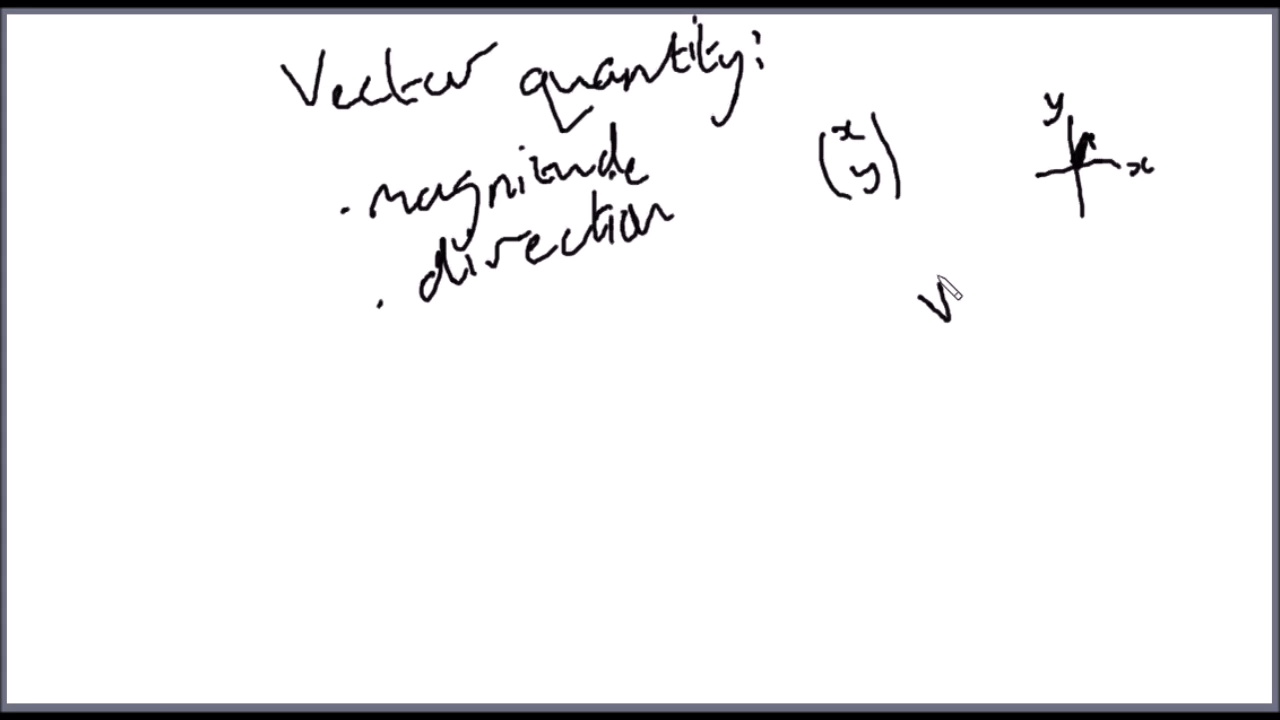 Vector quantity:
. magnitude
. direction
(x
y)
y
x
V